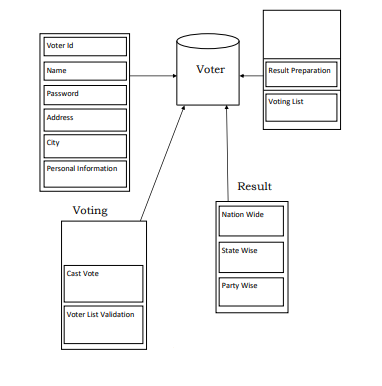 Voter Id
Name
Password
Address
City
Personal Information
Voter
Result Preparation
Voting List
Voting
Cast Vote
Voter List Validation
Result
Nation Wide
State Wise
Party Wise